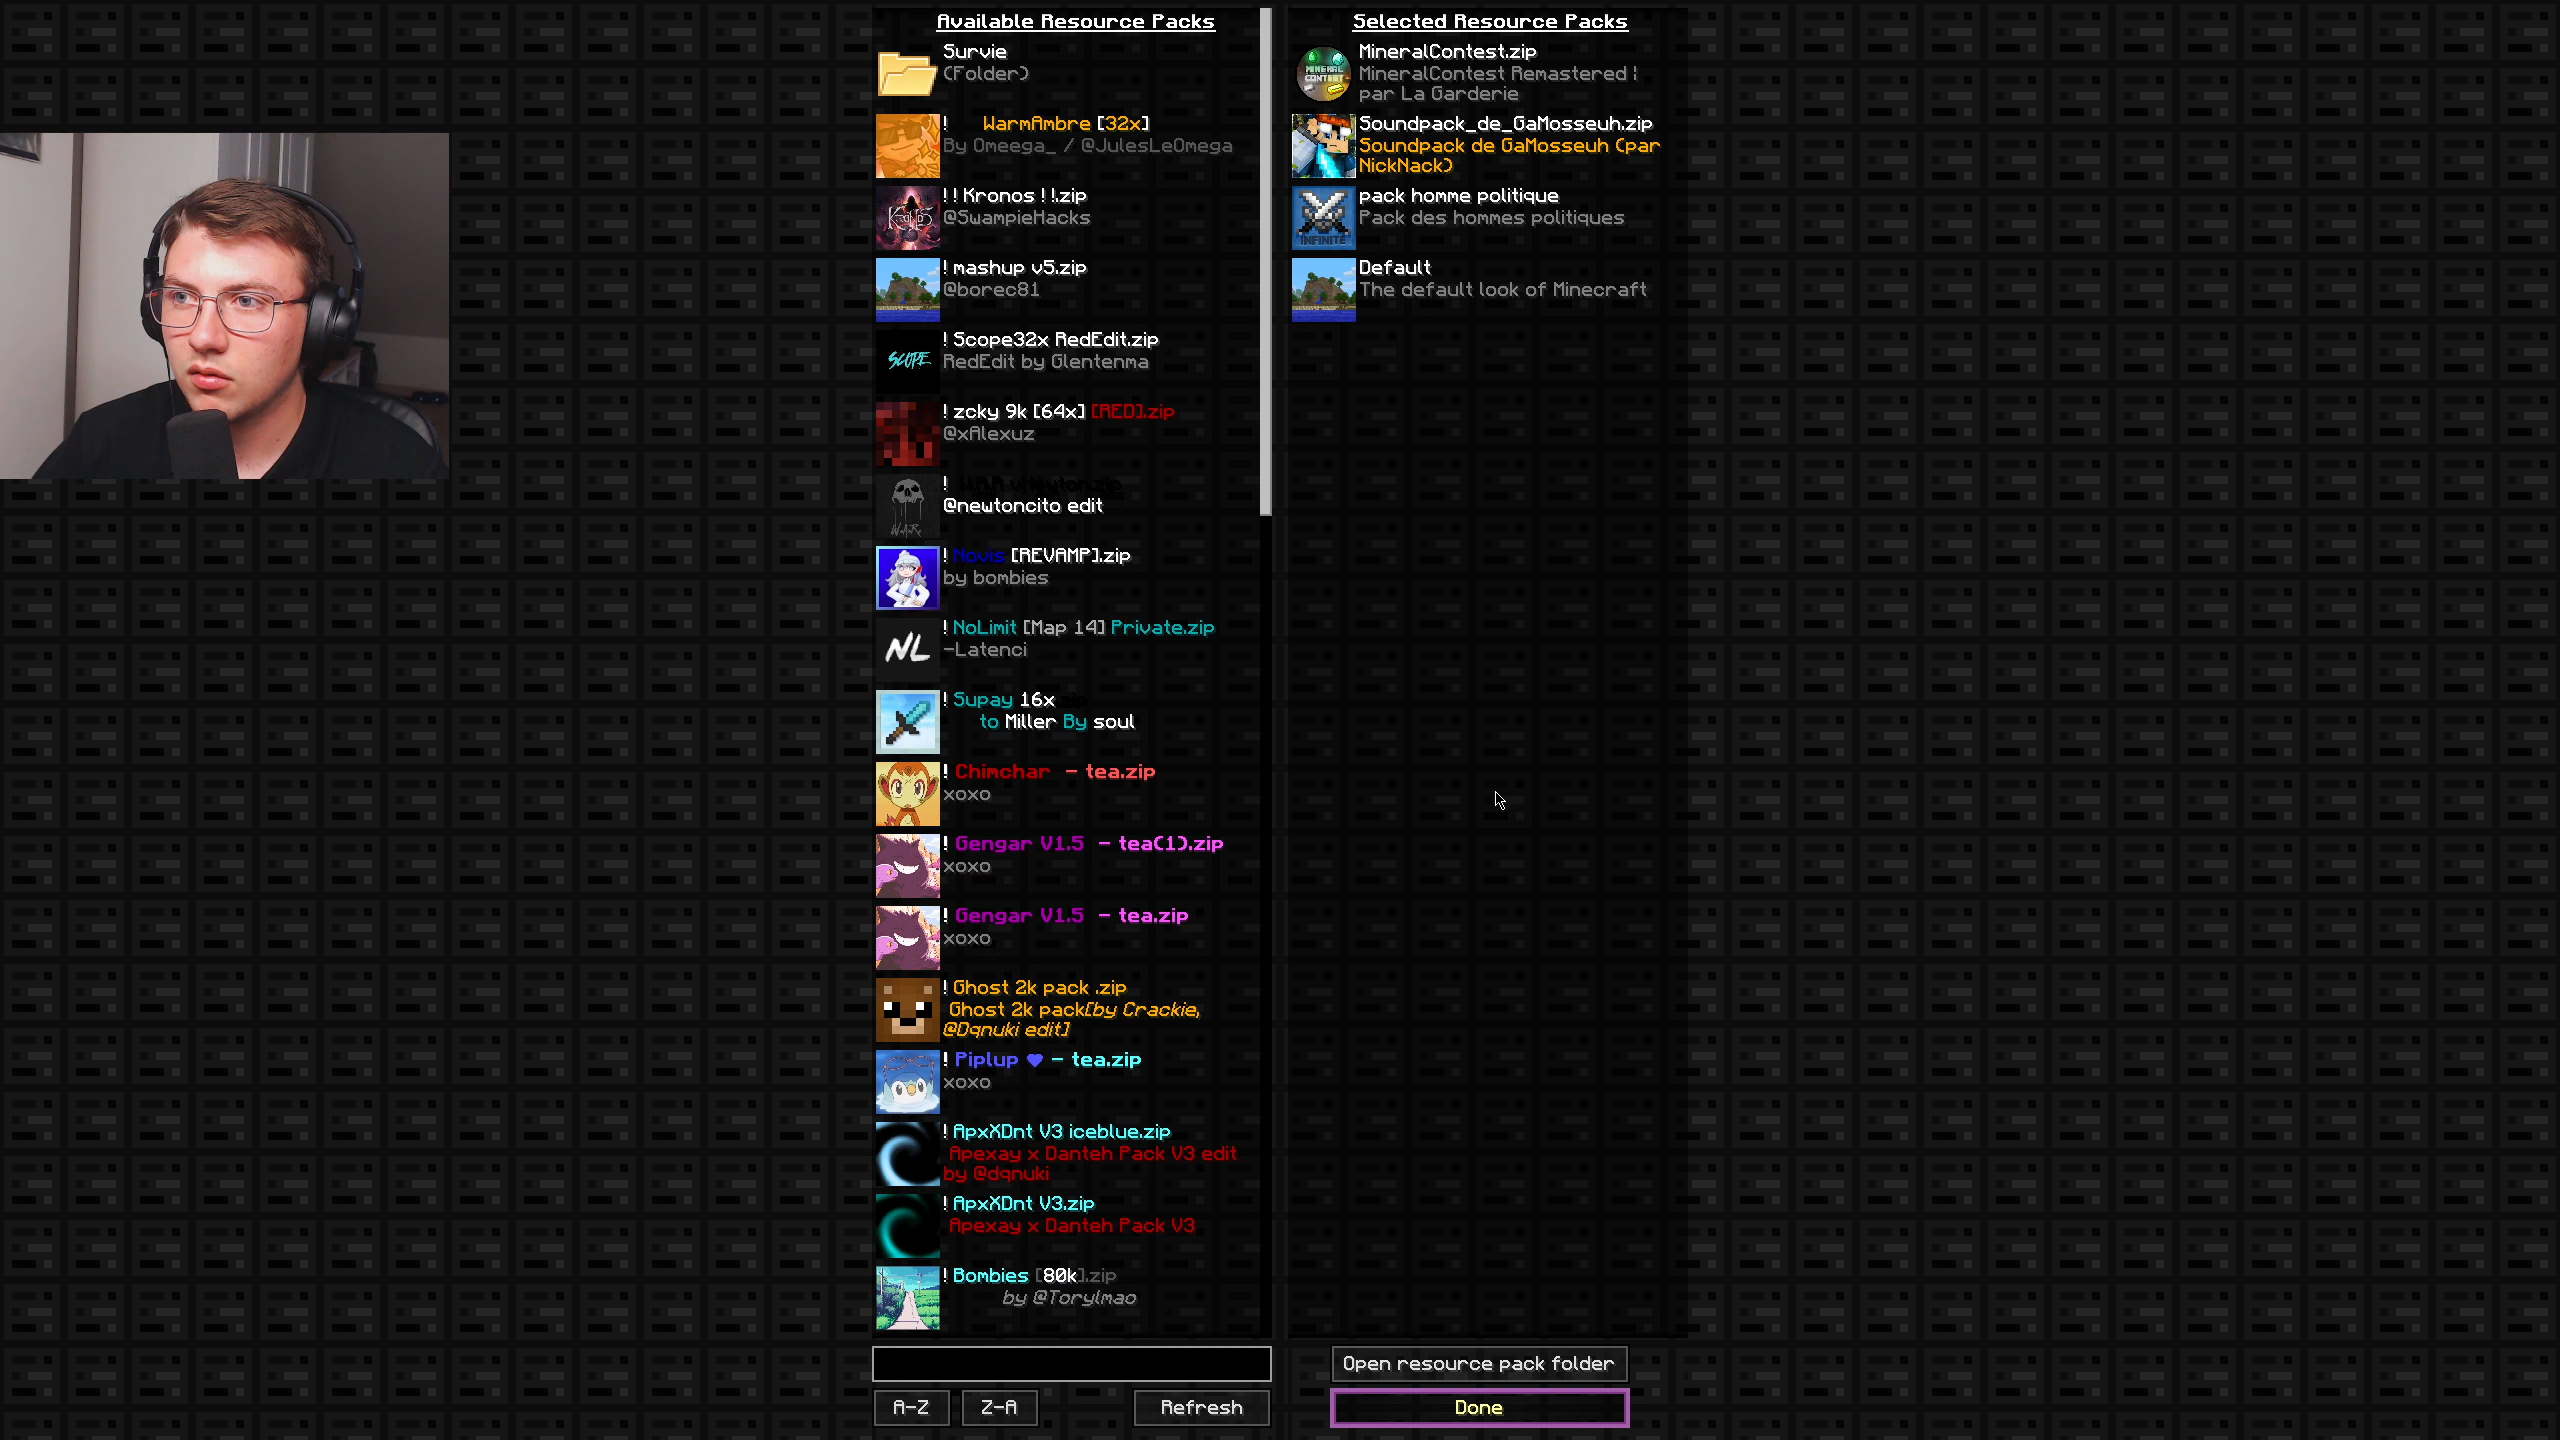 Available Resource Packs
Survie
(Folder)
! WarmAmbre [32x]
By Omeega_ / @JulesLeOmega
!! Kronos !!.zip
@SwampieHacks
! mashup v5.zip
@borec81
SCOPE
! Scope32x RedEdit.zip
RedEdit by Glentenma
! zcky 9k [64x] [RED].zip
@xAlexuz
!
@newtoncito edit
! Novis [REVAMP].zip
by bombies
NL
! NoLimit [Map 14] Private.zip
-Latenci
! Supay 16x
to Miller By soul
! Chimchar - tea.zip
xoxo
! Gengar V1.5 - tea(1).zip
xoxo
! Gengar V1.5 - tea.zip
xoxo
! Ghost 2k pack .zip
Ghost 2k pack[by Crackie,
@Dqnuki edit]
! Piplup ♥ - tea.zip
xoxo
! ApxXDnt V3 iceblue.zip
Apexay x Danteh Pack V3 edit
by @dqnuki
! ApxXDnt V3.zip
Apexay x Danteh Pack V3
! Bombies [80k].zip
by @Torylmao
A-Z
Z-A
Refresh
Selected Resource Packs
MINERAL
CONTEST
MineralContest.zip
MineralContest Remastered |
par La Garderie
Soundpack_de_GaMosseuh.zip
Soundpack de GaMosseuh (par
NickNack)
INFINITE
pack homme politique
Pack des hommes politiques
Default
The default look of Minecraft
Open resource pack folder
Done